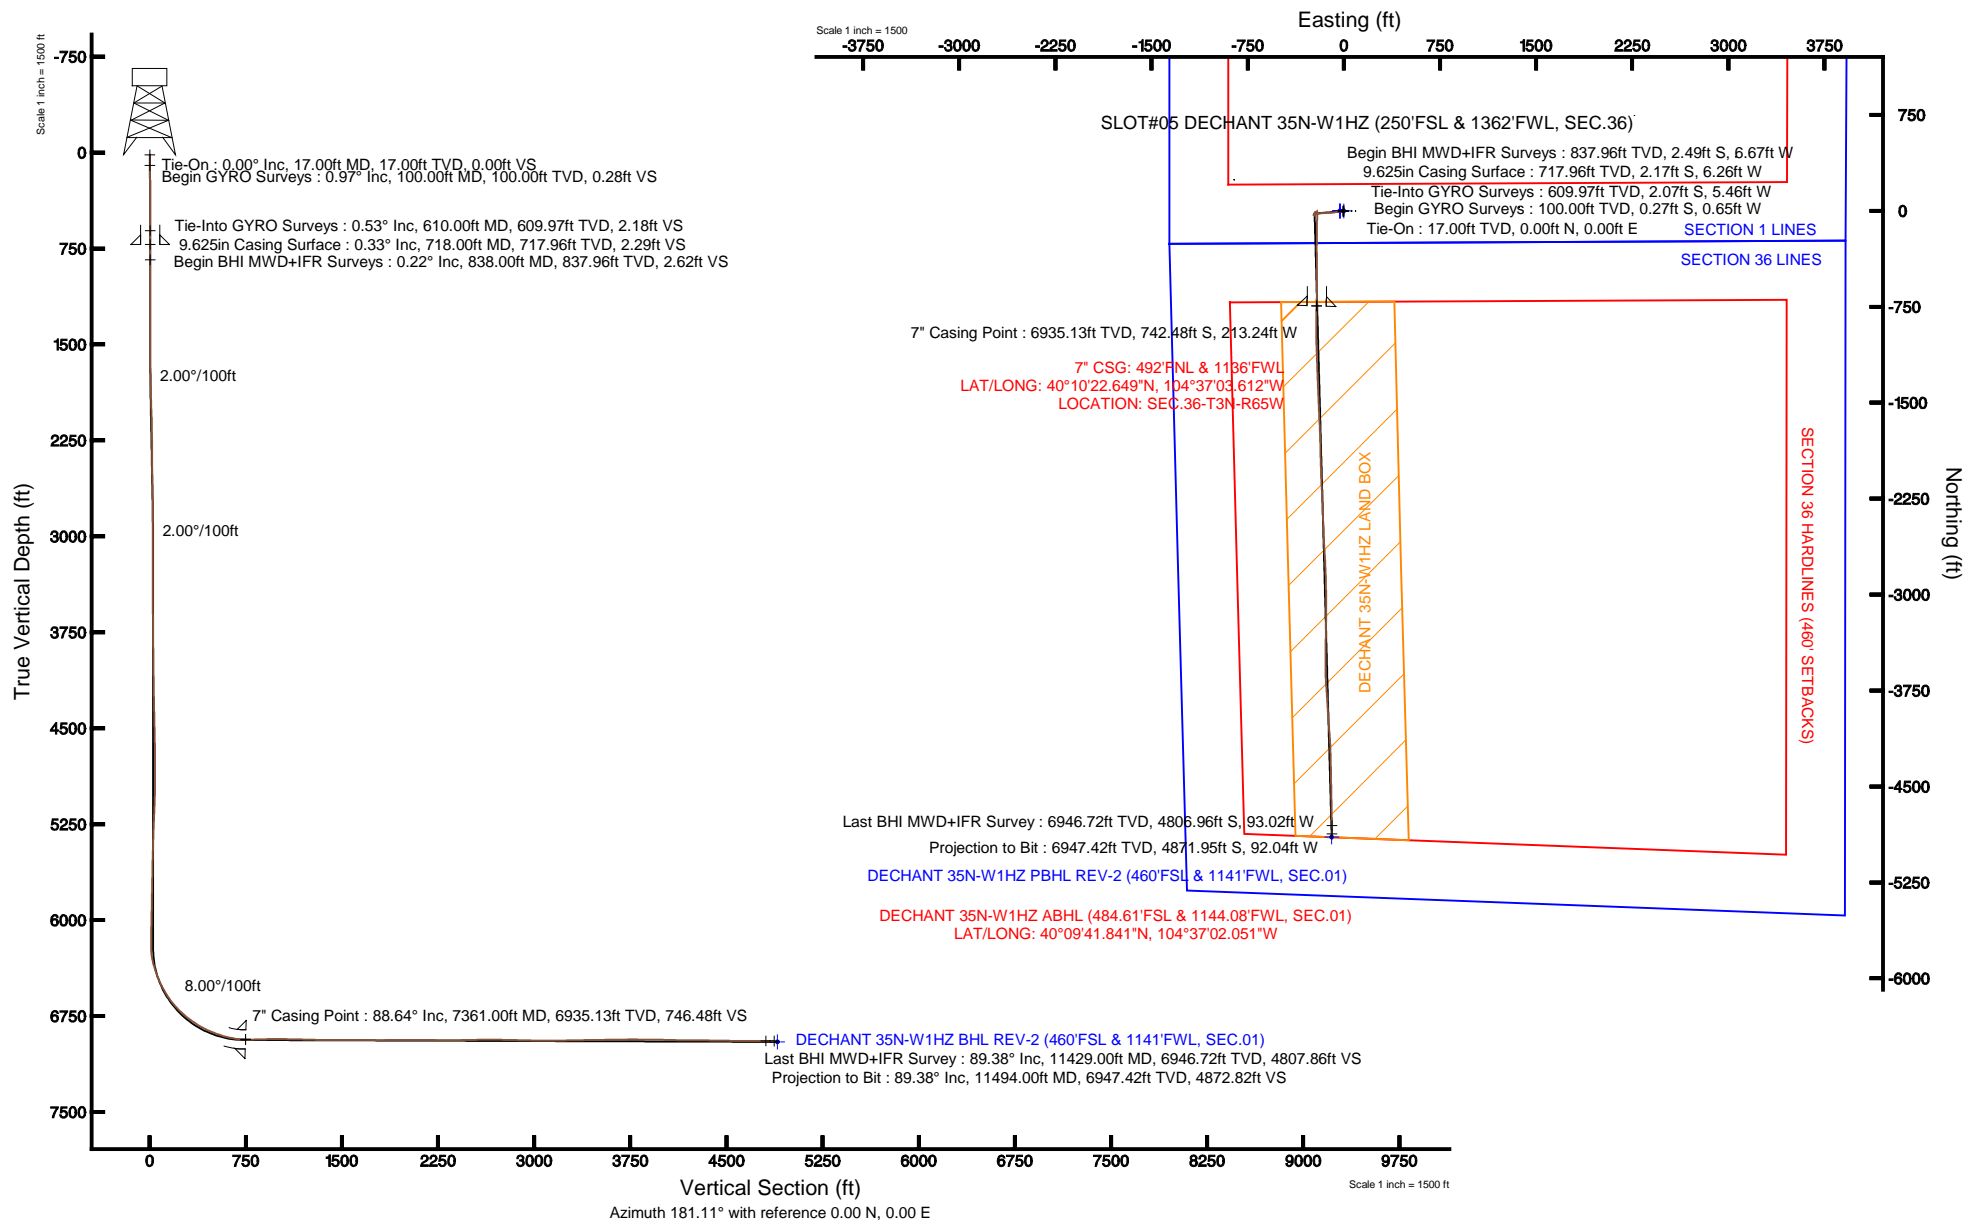 Scale 1 inch = 1500 ft
-750
0
750
1500
2250
3000
3750
4500
5250
6000
6750
7500
True Vertical Depth (ft)
Tie-On : 0.00° Inc, 17.00ft MD, 17.00ft TVD, 0.00ft VS
Begin GYRO Surveys : 0.97° Inc, 100.00ft MD, 100.00ft TVD, 0.28ft VS
Tie-Into GYRO Surveys : 0.53° Inc, 610.00ft MD, 609.97ft TVD, 2.18ft VS
9.625in Casing Surface : 0.33° Inc, 718.00ft MD, 717.96ft TVD, 2.29ft VS
Begin BHI MWD+IFR Surveys : 0.22° Inc, 838.00ft MD, 837.96ft TVD, 2.62ft VS
2.00°/100ft
2.00°/100ft
8.00°/100ft
7" Casing Point : 88.64° Inc, 7361.00ft MD, 6935.13ft TVD, 746.48ft VS
DECHANT 35N-W1HZ BHL REV-2 (460'FSL & 1141'FWL, SEC.01)
Last BHI MWD+IFR Survey : 89.38° Inc, 11429.00ft MD, 6946.72ft TVD, 4807.86ft VS
Projection to Bit : 89.38° Inc, 11494.00ft MD, 6947.42ft TVD, 4872.82ft VS
0 750 1500 2250 3000 3750 4500 5250 6000 6750 7500 8250 9000 9750
Vertical Section (ft)
Scale 1 inch = 1500 ft
Azimuth 181.11° with reference 0.00 N, 0.00 E
Easting (ft)
Scale 1 inch = 1500
-3750 -3000 -2250 -1500 -750 0 750 1500 2250 3000 3750
SLOT#05 DECHANT 35N-W1HZ (250'FSL & 1362'FWL, SEC.36)
Begin BHI MWD+IFR Surveys : 837.96ft TVD, 2.49ft S, 6.67ft W
9.625in Casing Surface : 717.96ft TVD, 2.17ft S, 6.26ft W
Tie-Into GYRO Surveys : 609.97ft TVD, 2.07ft S, 5.46ft W
Begin GYRO Surveys : 100.00ft TVD, 0.27ft S, 0.65ft W
Tie-On : 17.00ft TVD, 0.00ft N, 0.00ft E
SECTION 1 LINES
SECTION 36 LINES
7" Casing Point : 6935.13ft TVD, 742.48ft S, 213.24ft W
7" CSG: 492'FNL & 1136'FWL
LAT/LONG: 40°10'22.649"N, 104°37'03.612"W
LOCATION: SEC.36-T3N-R65W
DECHANT 35N-W1HZ LAND BOX
SECTION 36 HARDLINES (460' SETBACKS)
Last BHI MWD+IFR Survey : 6946.72ft TVD, 4806.96ft S, 93.02ft W
Projection to Bit : 6947.42ft TVD, 4871.95ft S, 92.04ft W
DECHANT 35N-W1HZ PBHL REV-2 (460'FSL & 1141'FWL, SEC.01)
DECHANT 35N-W1HZ ABHL (484.61'FSL & 1144.08'FWL, SEC.01)
LAT/LONG: 40°09'41.841"N, 104°37'02.051"W
750
0
-750
-1500
-2250
-3000
-3750
-4500
-5250
-6000
Northing (ft)